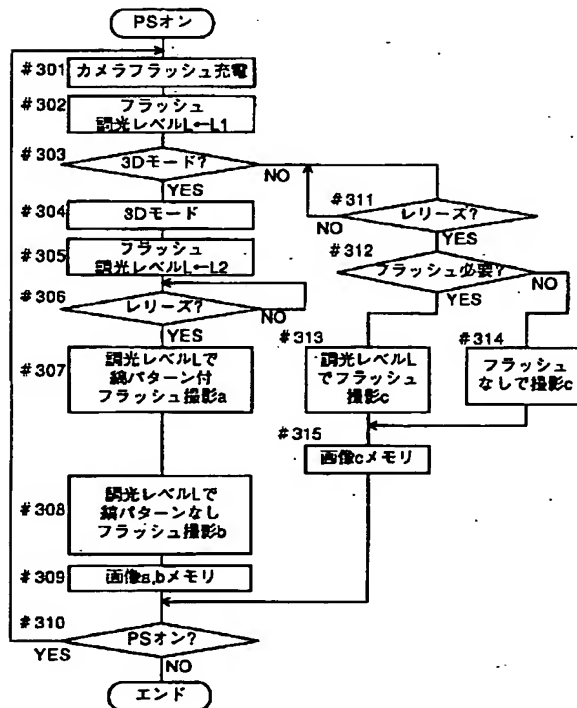 PSオン
#301
カメラフラッシュ充電
#302
フラッシュ
調光レベルL←L1
#303
3Dモード?
NO
YES
#304
3Dモード
#305
フラッシュ
調光レベルL←L2
#306
レリーズ?
NO
YES
#307
調光レベルLで
縞パターン付
フラッシュ撮影a
#308
調光レベルLで
縞パターンなし
フラッシュ撮影b
#309
画像a,bメモリ
#310
PSオン?
YES
NO
エンド
#311
レリーズ?
NO
YES
#312
フラッシュ必要?
NO
YES
#313
調光レベルL
でフラッシュ
撮影c
#314
フラッシュ
なしで撮影c
#315
画像cメモリ